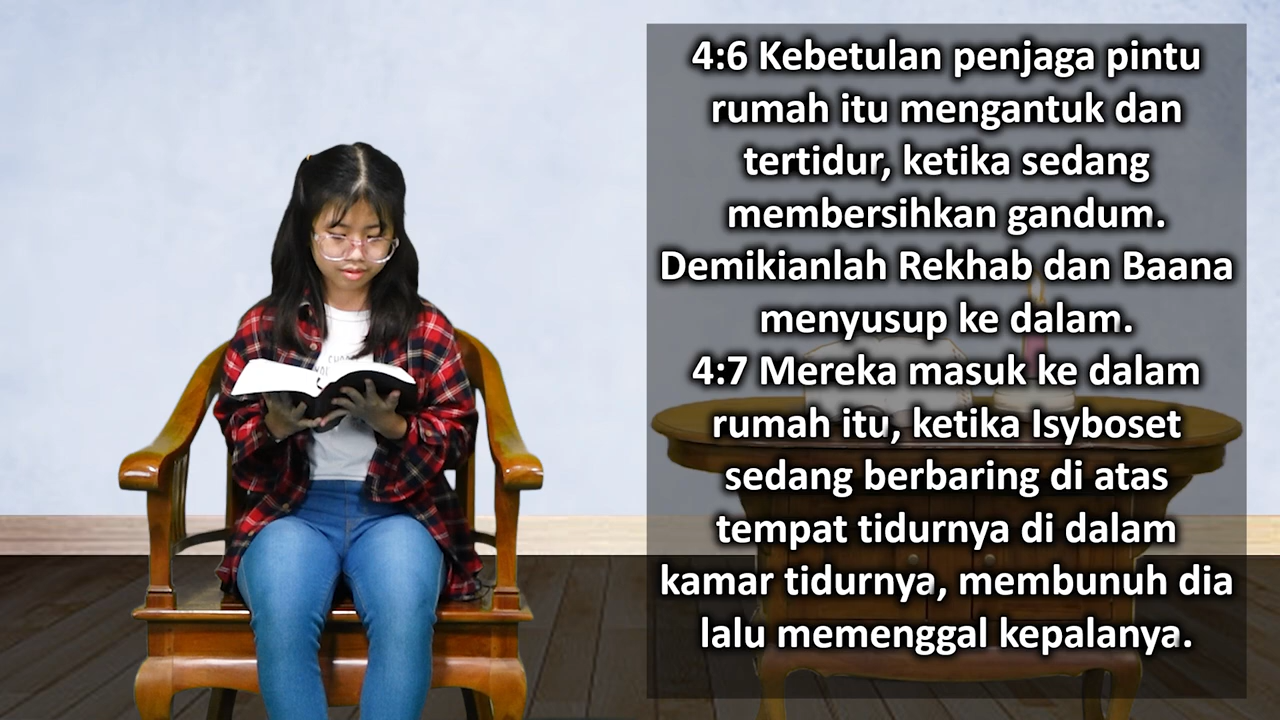 4:6 Kebetulan penjaga pintu
rumah itu mengantuk dan
tertidur, ketika sedang
membersihkan gandum.
Demikianlah Rekhab dan Baana
menyusup ke dalam.
4:7 Mereka masuk ke dalam
rumah itu, ketika Isyboset
sedang berbaring di atas
tempat tidurnya di dalam
kamar tidurnya, membunuh dia
lalu memenggal kepalanya.